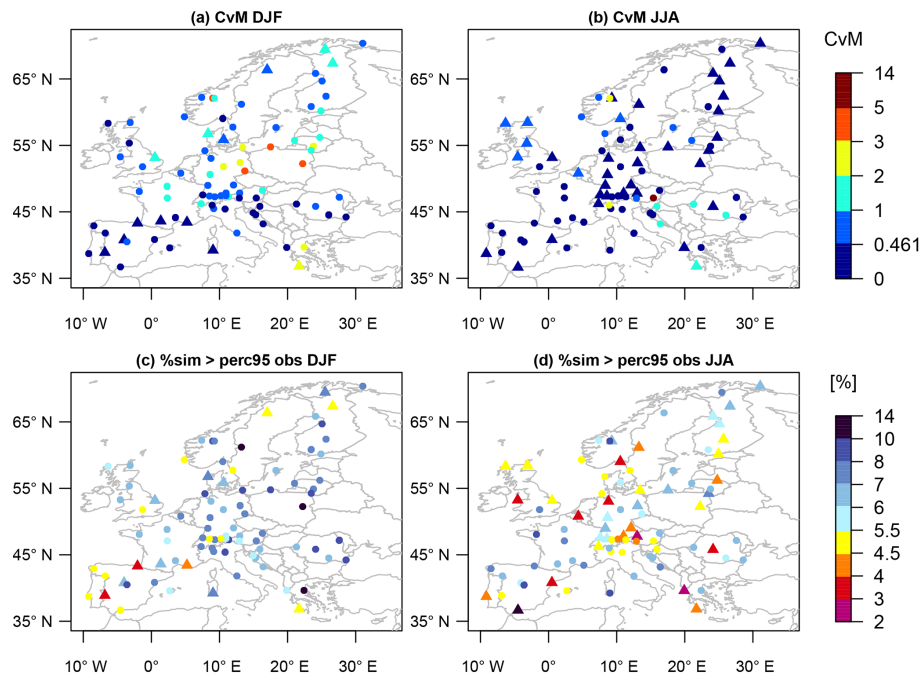 (a) CvM DJF
(b) CvM JJA
CvM
65° N
55° N
45° N
35° N
10° W 0° 10° E 20° E 30° E
65° N
55° N
45° N
35° N
10° W 0° 10° E 20° E 30° E
14
5
3
2
1
0.461
0
(c) %sim > perc95 obs DJF
(d) %sim > perc95 obs JJA
[%]
65° N
55° N
45° N
35° N
10° W 0° 10° E 20° E 30° E
65° N
55° N
45° N
35° N
10° W 0° 10° E 20° E 30° E
14
10
8
7
6
5.5
4.5
4
3
2